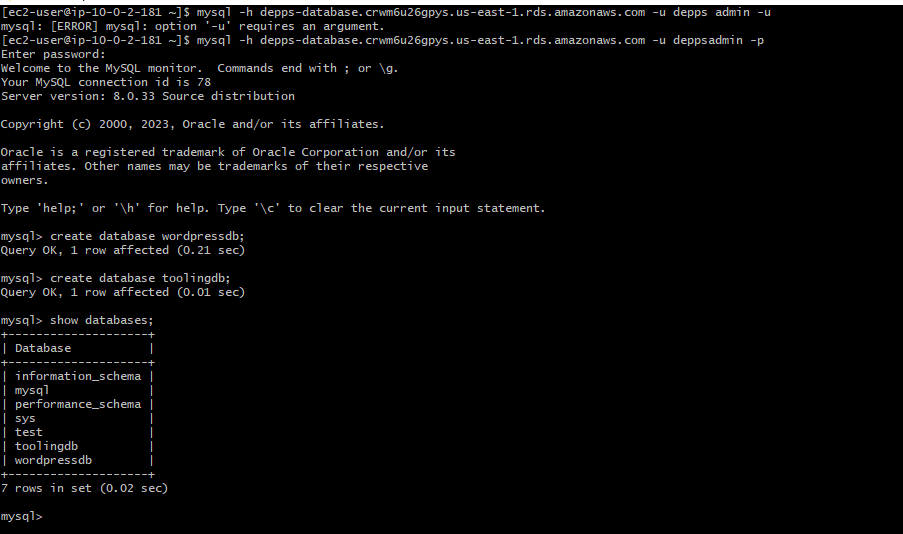 [ec2-user@ip-10-0-2-181 ~]$ mysql -h depps-database.crwm6u26gpys.us-east-1.rds.amazonaws.com -u depps admin -u
mysql: [ERROR] mysql: option '-u' requires an argument.
[ec2-user@ip-10-0-2-181 ~]$ mysql -h depps-database.crwm6u26gpys.us-east-1.rds.amazonaws.com -u deppsadmin -p
Enter password:
Welcome to the MySQL monitor.  Commands end with ; or \g.
Your MySQL connection id is 78
Server version: 8.0.33 Source distribution

Copyright (c) 2000, 2023, Oracle and/or its affiliates.

Oracle is a registered trademark of Oracle Corporation and/or its
affiliates. Other names may be trademarks of their respective
owners.

Type 'help;' or '\h' for help. Type '\c' to clear the current input statement.

mysql> create database wordpressdb;
Query OK, 1 row affected (0.21 sec)

mysql> create database toolingdb;
Query OK, 1 row affected (0.01 sec)

mysql> show databases;
+--------------------+
| Database           |
+--------------------+
| information_schema |
| mysql              |
| performance_schema |
| sys                |
| test               |
| toolingdb          |
| wordpressdb        |
+--------------------+
7 rows in set (0.02 sec)

mysql>